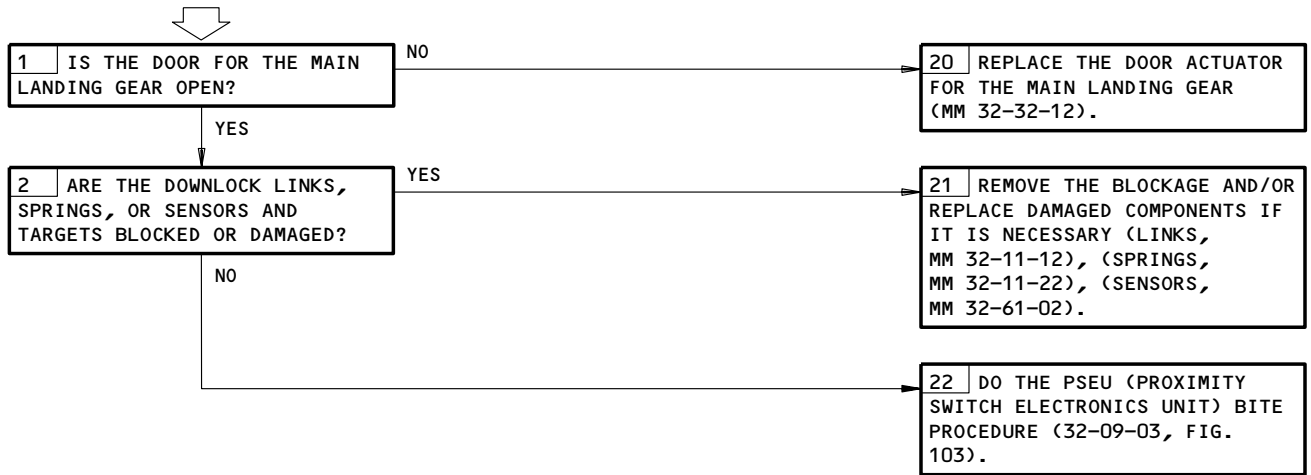 1 IS THE DOOR FOR THE MAIN
LANDING GEAR OPEN?
NO
20 REPLACE THE DOOR ACTUATOR
FOR THE MAIN LANDING GEAR
(MM 32-32-12).
YES
2 ARE THE DOWNLOCK LINKS,
SPRINGS, OR SENSORS AND
TARGETS BLOCKED OR DAMAGED?
YES
21 REMOVE THE BLOCKAGE AND/OR
REPLACE DAMAGED COMPONENTS IF
IT IS NECESSARY (LINKS,
MM 32-11-12), (SPRINGS,
MM 32-11-22), (SENSORS,
MM 32-61-02).
NO
22 DO THE PSEU (PROXIMITY
SWITCH ELECTRONICS UNIT) BITE
PROCEDURE (32-09-03, FIG.
103).